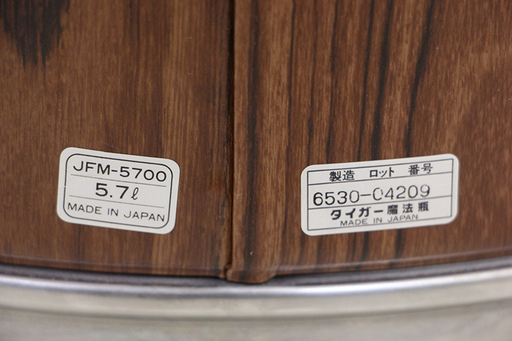 JFM-5700
5.7ℓ
MADE IN JAPAN
製造 ロット 番号
6530-04209
タイガー魔法瓶
MADE IN JAPAN